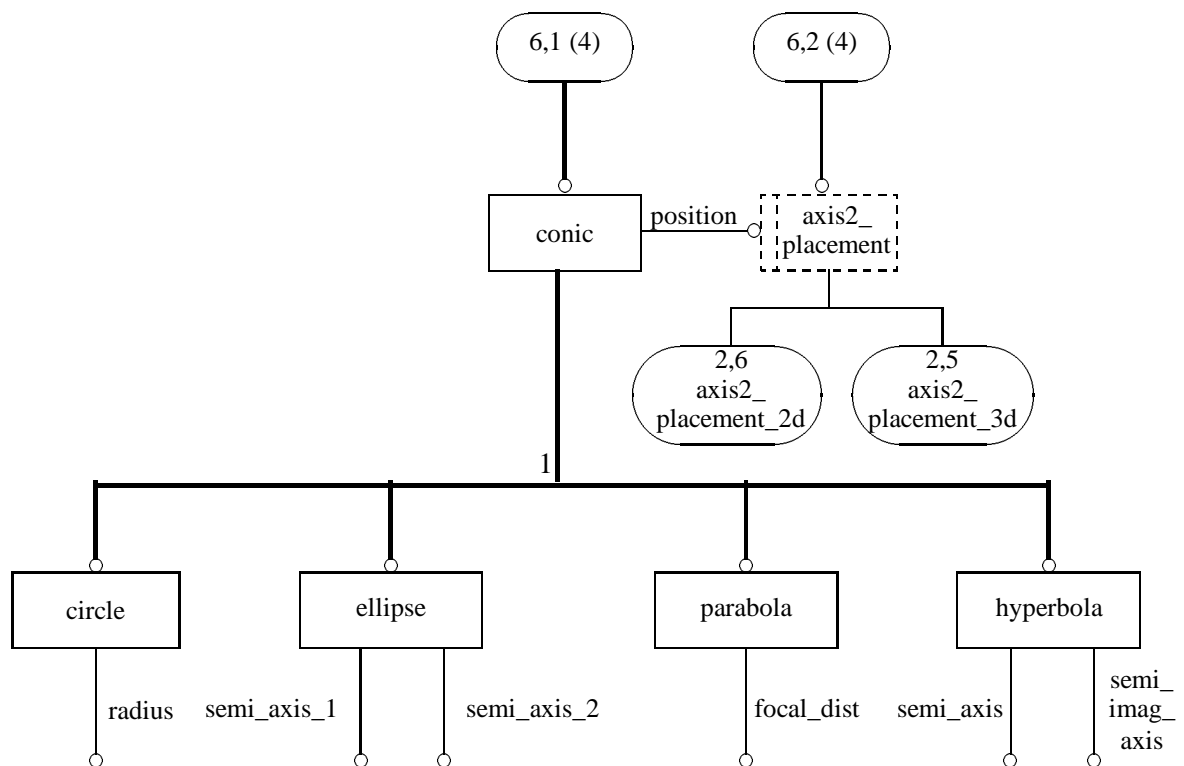 6,1 (4)
6,2 (4)
conic
position
axis2_
placement
2,6
axis2_
placement_2d
2,5
axis2_
placement_3d
1
circle
ellipse
parabola
hyperbola
radius
semi_axis_1
semi_axis_2
focal_dist
semi_axis
semi_
imag_
axis